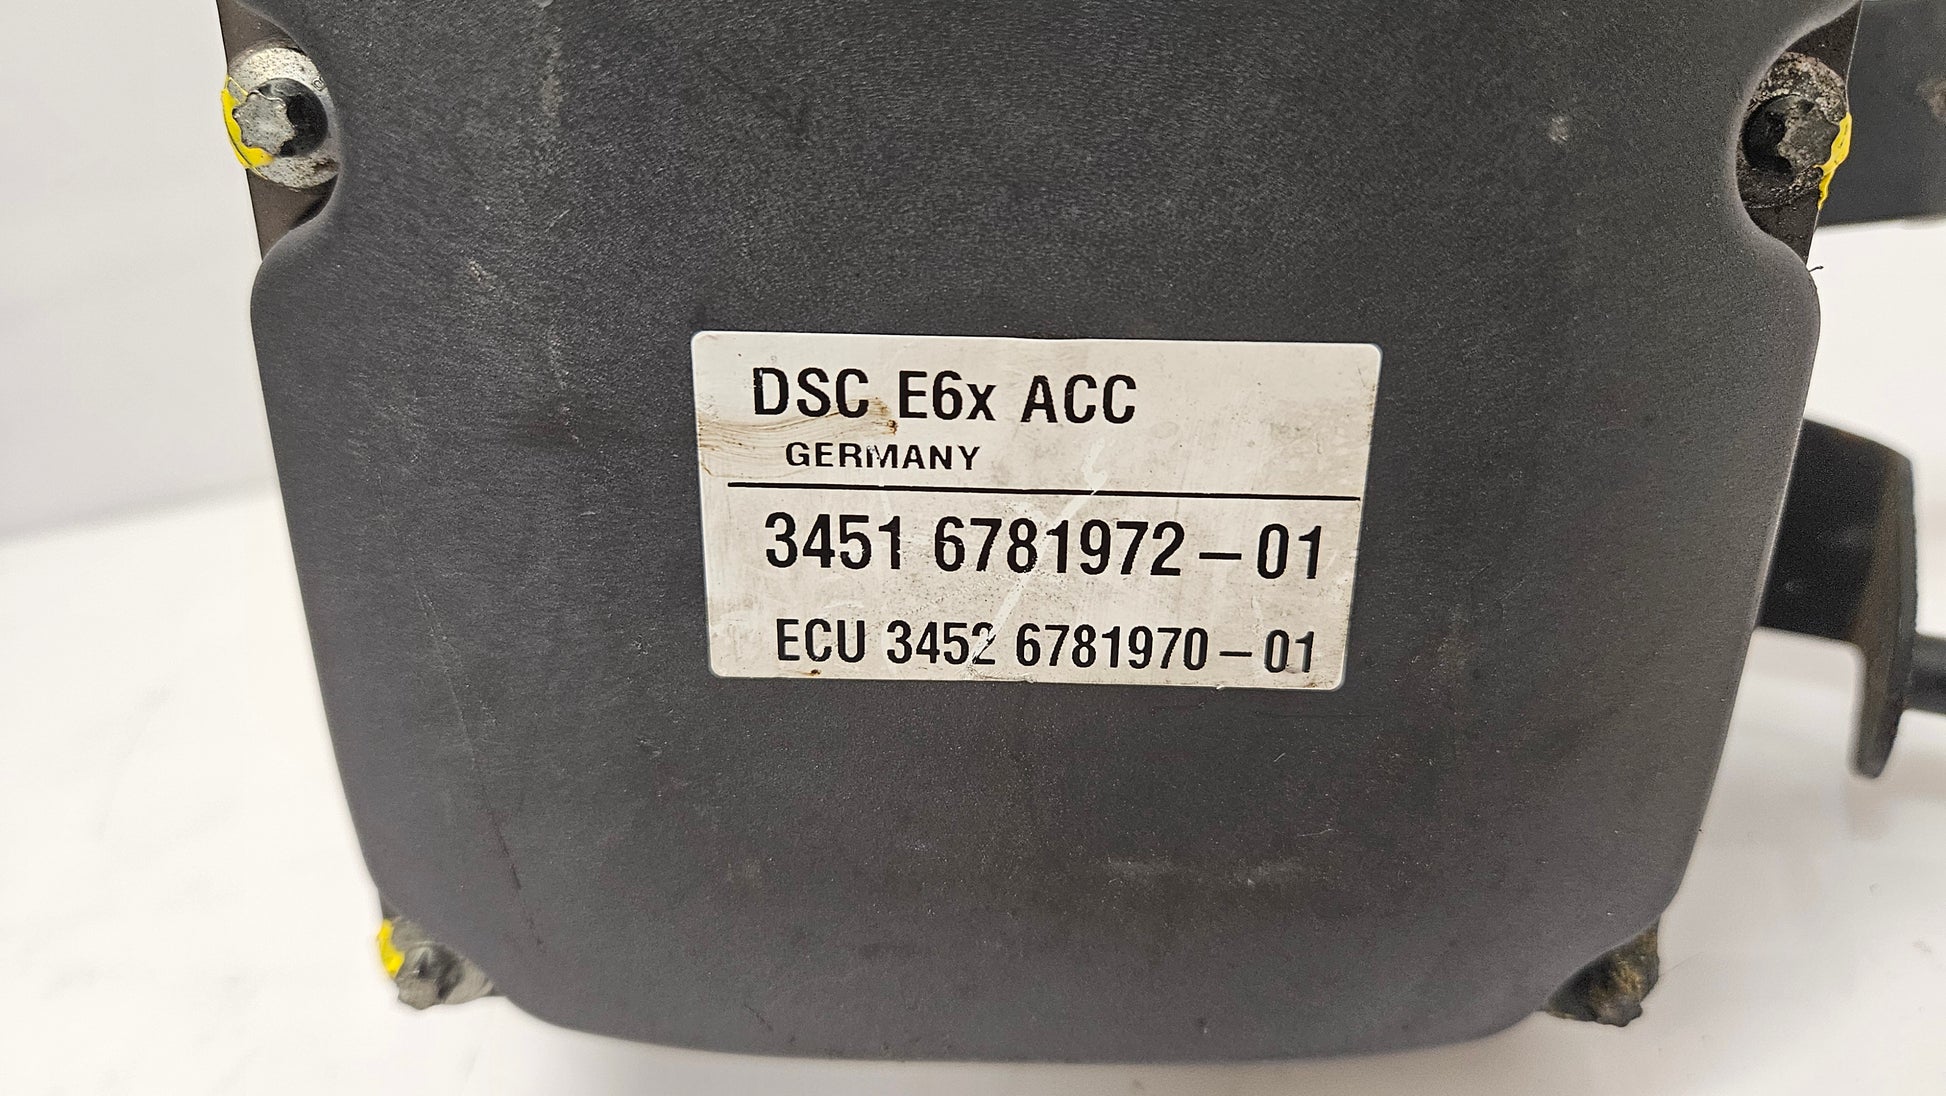 DSC E6x ACC
GERMANY
3451 6781972-01
ECU 3452 6781970-01